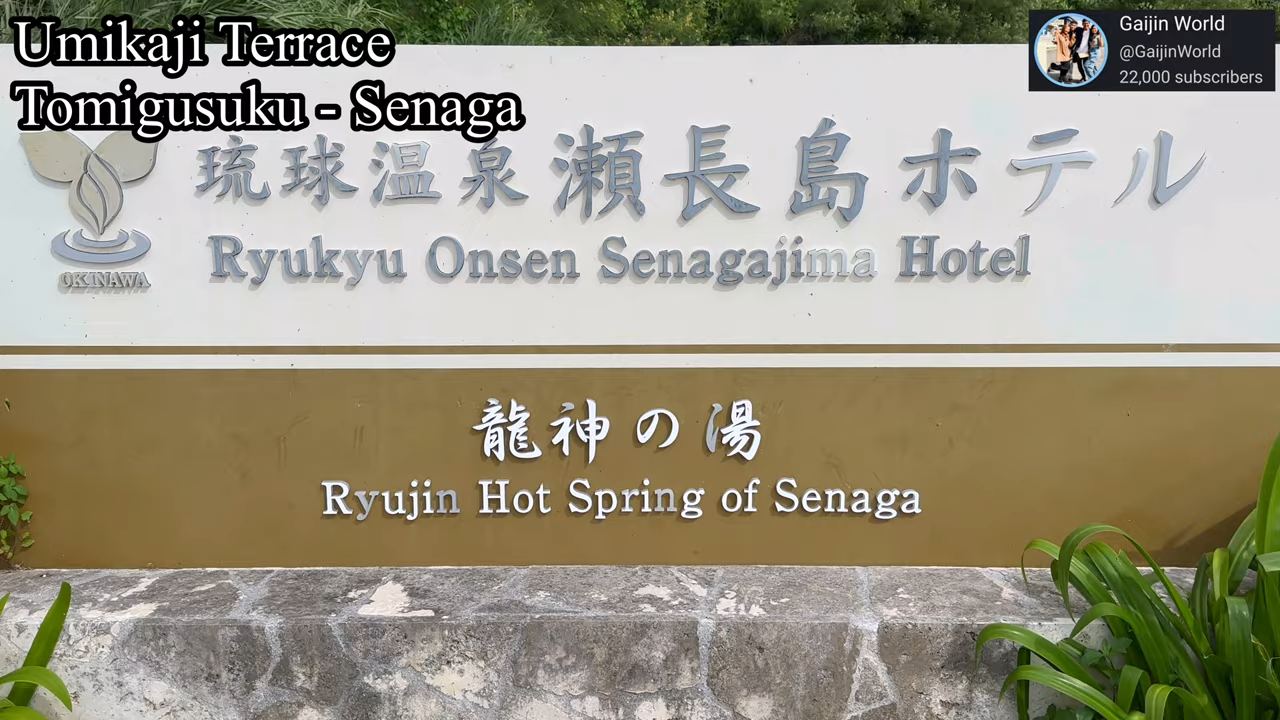 Umikaji Terrace
Tomigusuku - Senaga
Gaijin World
@GaijinWorld
22,000 subscribers
琉球温泉瀬長島ホテル
Ryukyu Onsen Senagajima Hotel
OKINAWA
龍神の湯
Ryujin Hot Spring of Senaga